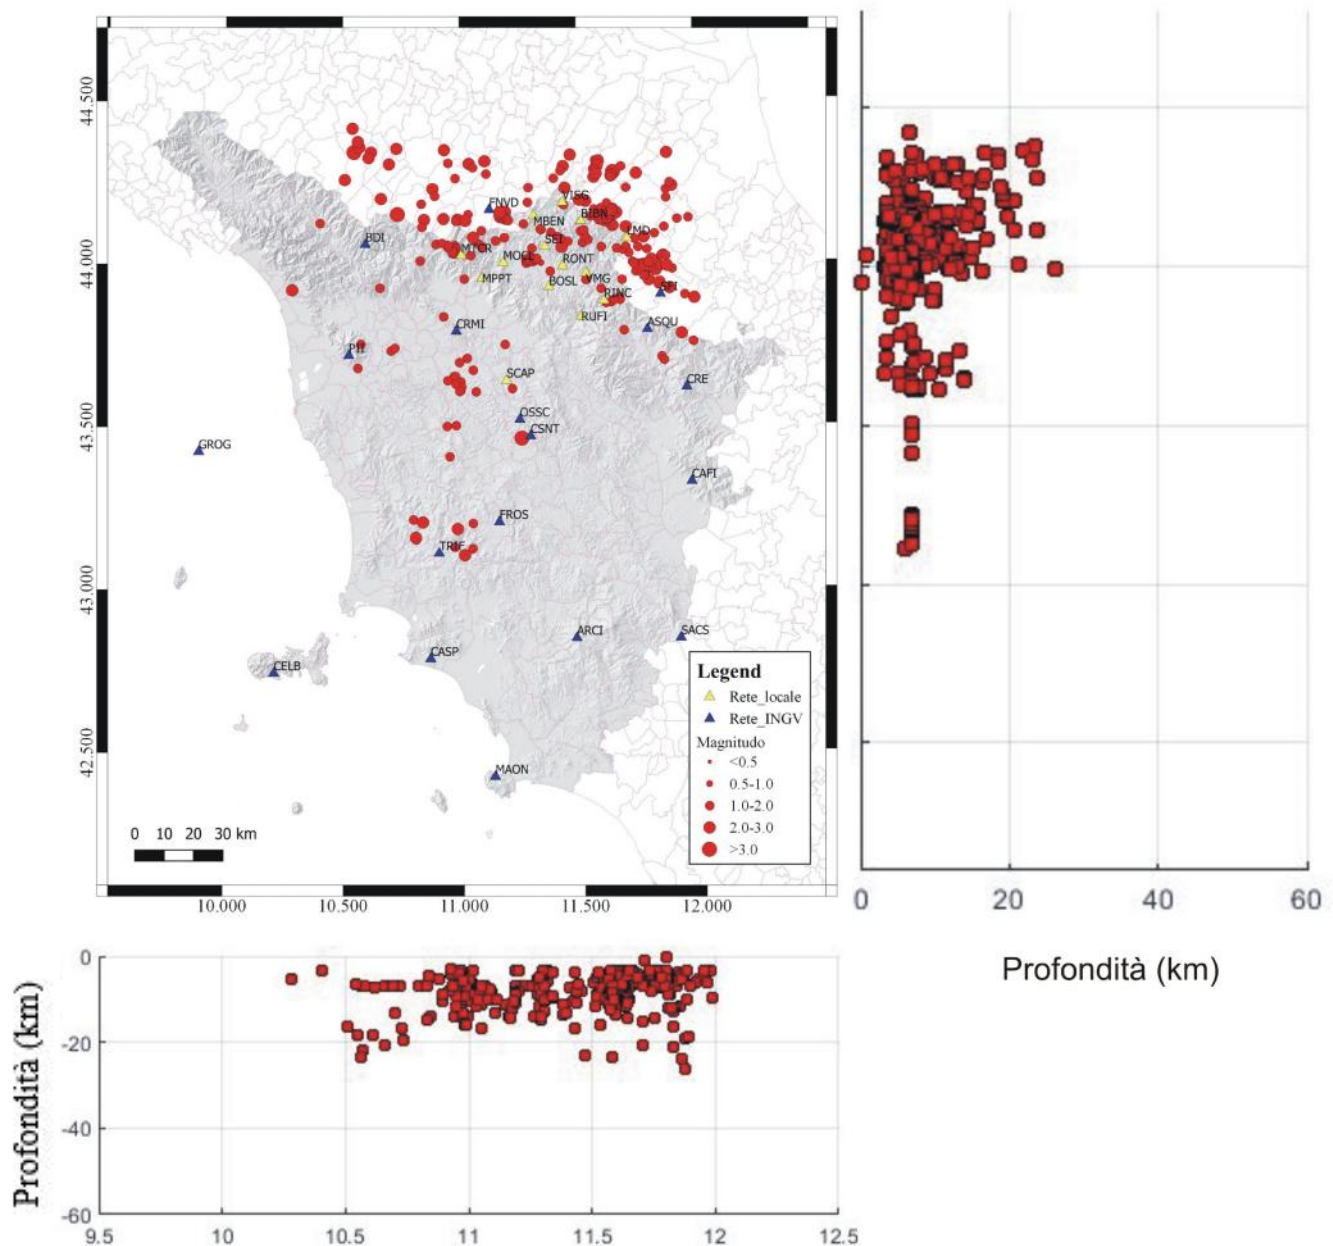 44.500
44.000
43.500
43.000
42.500
VISG
FNVD
MBEN
BIBN
BDI
SEI
LMD
MTCR
MOCL
RONT
MPPT
BOSL
VMG
SFI
RINC
RUFI
CRMI
ASQU
PII
SCAP
CRE
OSSC
CSNT
GROG
CAFI
FROS
TRIF
ARCI
SACS
CASP
CELB
MAON
Legend
Rete_locale
Rete_INGV
Magnitudo
<0.5
0.5-1.0
1.0-2.0
2.0-3.0
>3.0
0 10 20 30 km
10.000 10.500 11.000 11.500 12.000
0 20 40 60
Profondità (km)
Profondità (km)
0
-20
-40
-60
9.5 10 10.5 11 11.5 12 12.5